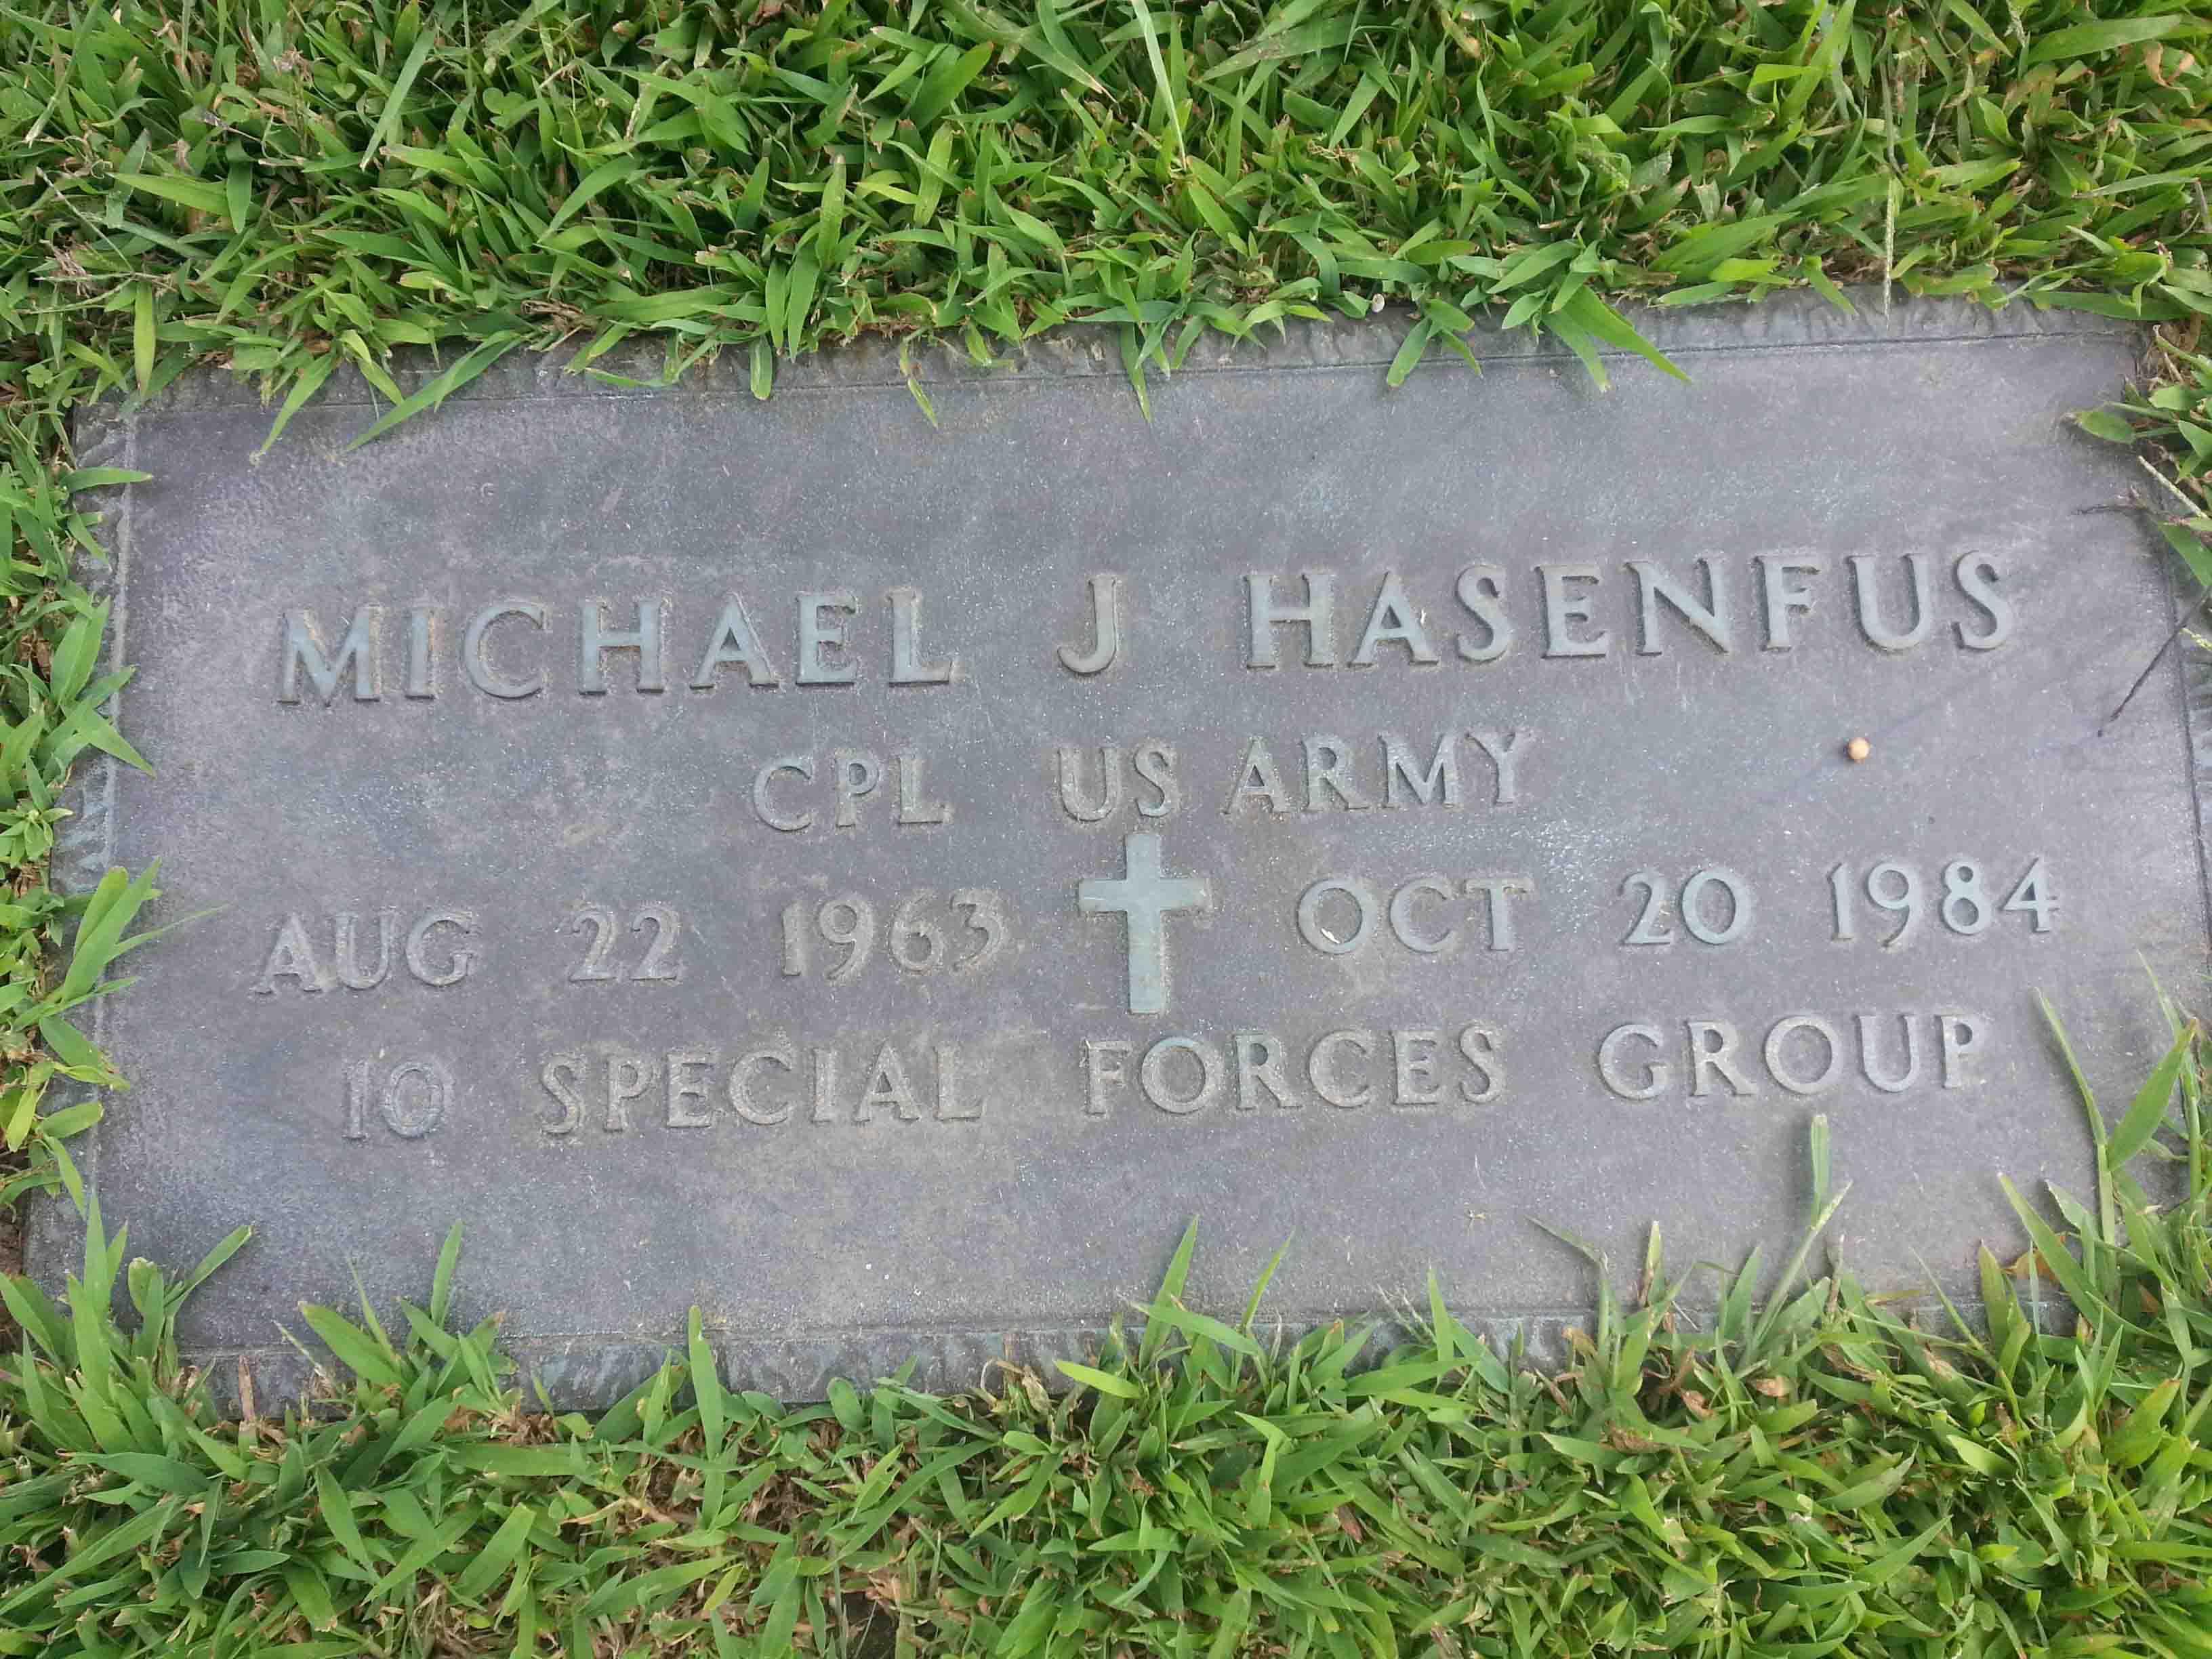 MICHAEL J HASENFUS
CPL US ARMY
AUG 22 1963 OCT 20 1984
10 SPECIAL FORCES GROUP